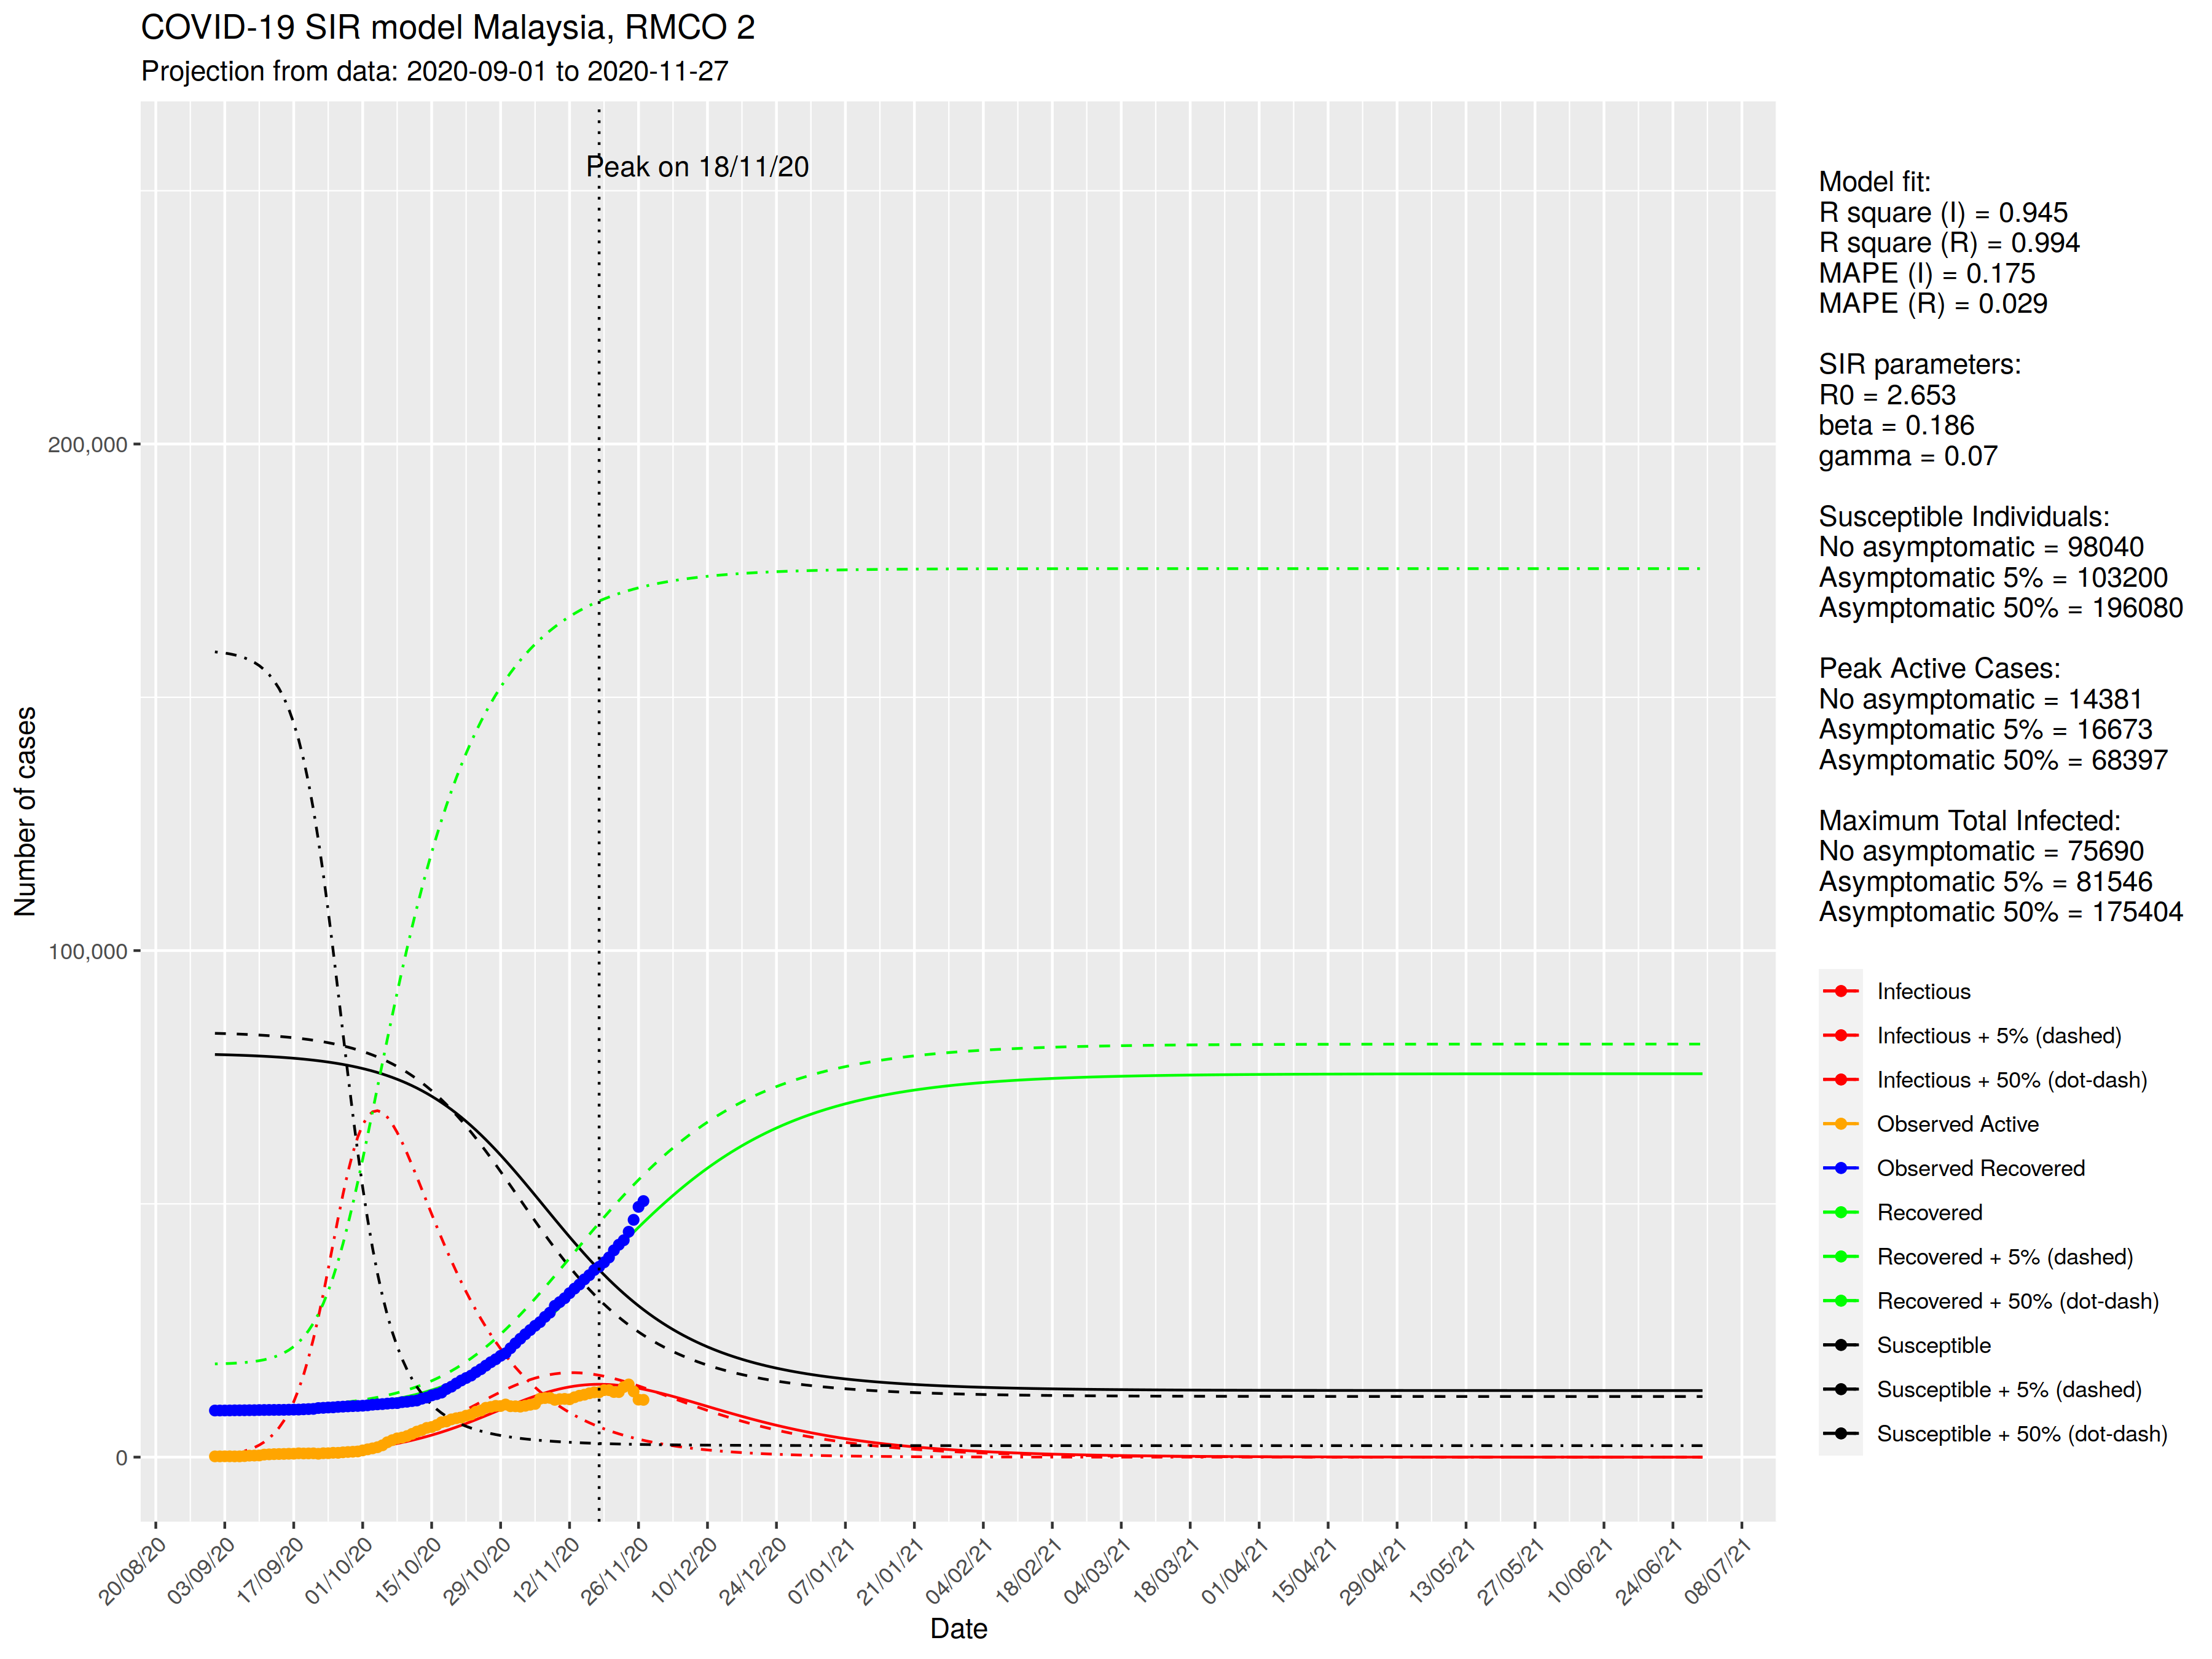 COVID-19 SIR model Malaysia, RMCO 2
Projection from data: 2020-09-01 to 2020-11-27
Peak on 18/11/20
Number of cases
200,000
100,000
0
20/08/20
03/09/20
17/09/20
01/10/20
15/10/20
29/10/20
12/11/20
26/11/20
10/12/20
24/12/20
07/01/21
21/01/21
04/02/21
18/02/21
04/03/21
18/03/21
01/04/21
15/04/21
29/04/21
13/05/21
27/05/21
10/06/21
24/06/21
08/07/21
Date
Model fit:
R square (I) = 0.945
R square (R) = 0.994
MAPE (I) = 0.175
MAPE (R) = 0.029
SIR parameters:
R0 = 2.653
beta = 0.186
gamma = 0.07
Susceptible Individuals:
No asymptomatic = 98040
Asymptomatic 5% = 103200
Asymptomatic 50% = 196080
Peak Active Cases:
No asymptomatic = 14381
Asymptomatic 5% = 16673
Asymptomatic 50% = 68397
Maximum Total Infected:
No asymptomatic = 75690
Asymptomatic 5% = 81546
Asymptomatic 50% = 175404
Infectious
Infectious + 5% (dashed)
Infectious + 50% (dot-dash)
Observed Active
Observed Recovered
Recovered
Recovered + 5% (dashed)
Recovered + 50% (dot-dash)
Susceptible
Susceptible + 5% (dashed)
Susceptible + 50% (dot-dash)